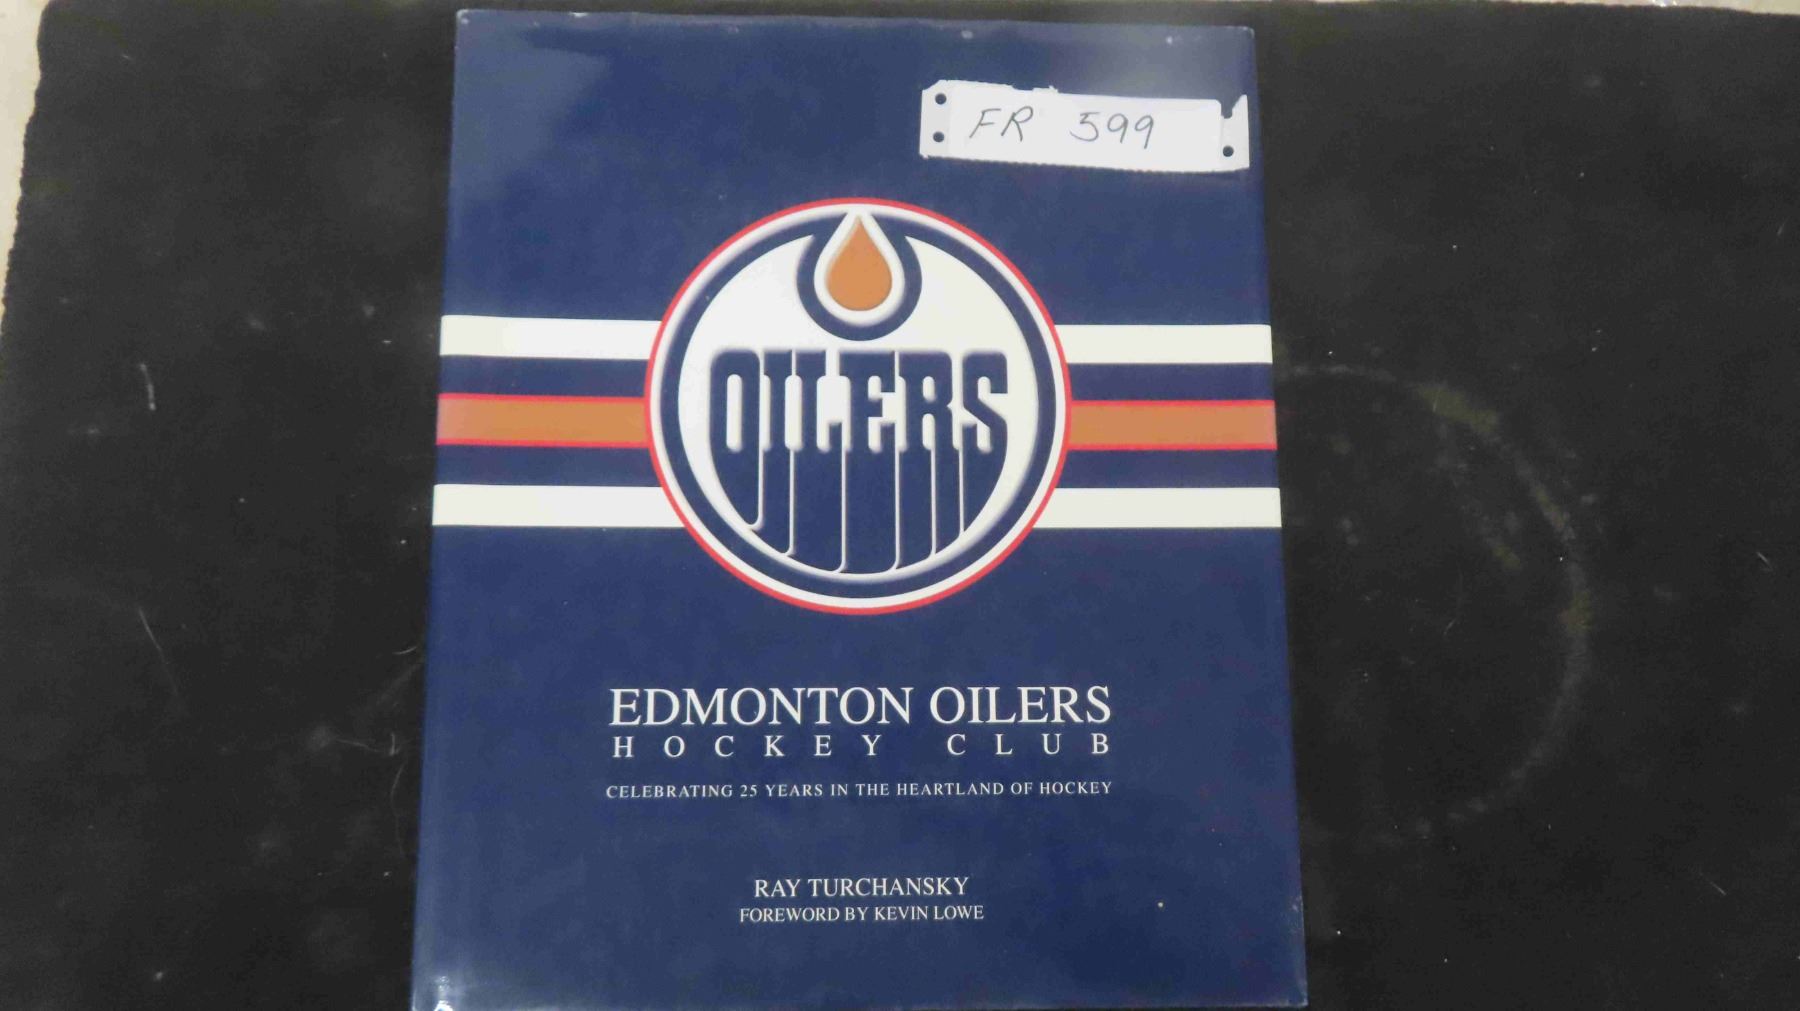 FR 599
OILERS
EDMONTON OILERS
HOCKEY CLUB
CELEBRATING 25 YEARS IN THE HEARTLAND OF HOCKEY
RAY TURCHANSKY
FOREWORD BY KEVIN LOWE